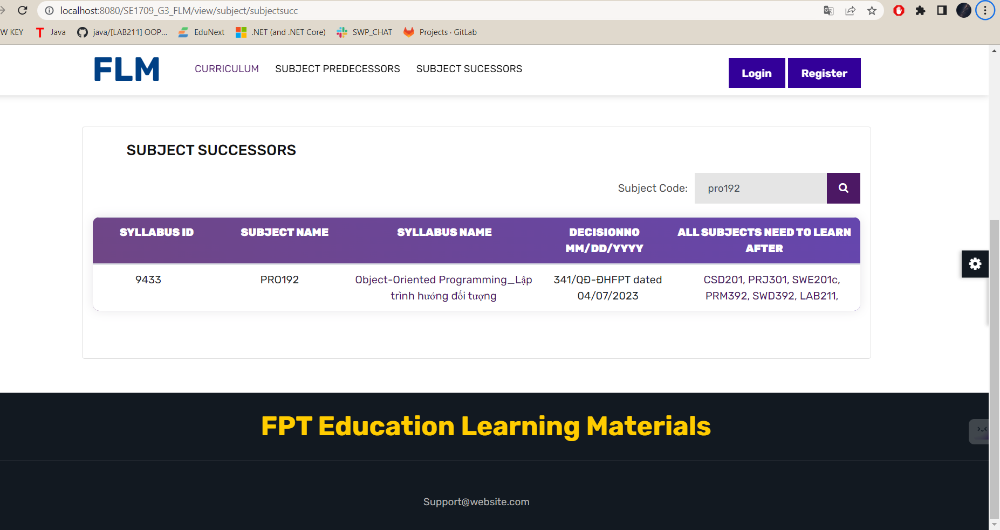 localhost:8080/SE1709_G3_FLM/view/subject/subjectsucc
W KEY Java java/[LAB211] OOP... EduNext .NET (and .NET Core) SWP_CHAT Projects · GitLab
FLM CURRICULUM SUBJECT PREDECESSORS SUBJECT SUCESSORS Login Register
SUBJECT SUCCESSORS
Subject Code: pro192
SYLLABUS ID SUBJECT NAME SYLLABUS NAME DECISIONNO ALL SUBJECTS NEED TO LEARN
MM/DD/YYYY AFTER
9433 PRO192 Object-Oriented Programming_Lập 341/QĐ-ĐHFPT dated CSD201, PRJ301, SWE201c,
trình hướng đối tượng 04/07/2023 PRM392, SWD392, LAB211,
FPT Education Learning Materials
Support@website.com